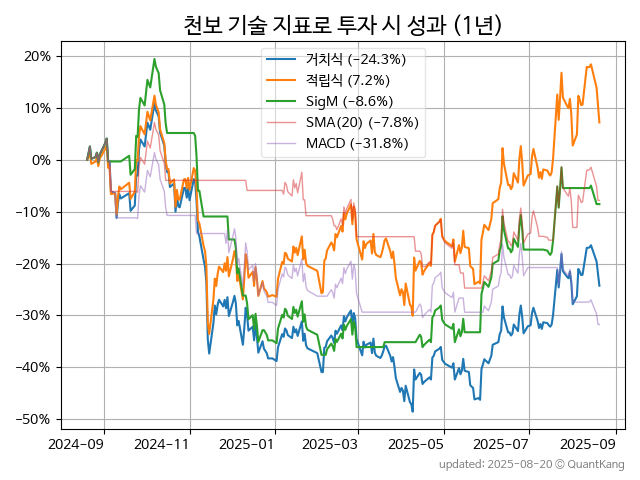 천보 기술 지표로 투자 시 성과 (1년)
거치식 (−24.3%)
적립식 (7.2%)
SigM (−8.6%)
SMA(20) (−7.8%)
MACD (−31.8%)
20%
10%
0%
−10%
−20%
−30%
−40%
−50%
2024-09 2024-11 2025-01 2025-03 2025-05 2025-07 2025-09
updated: 2025-08-20 © QuantKang